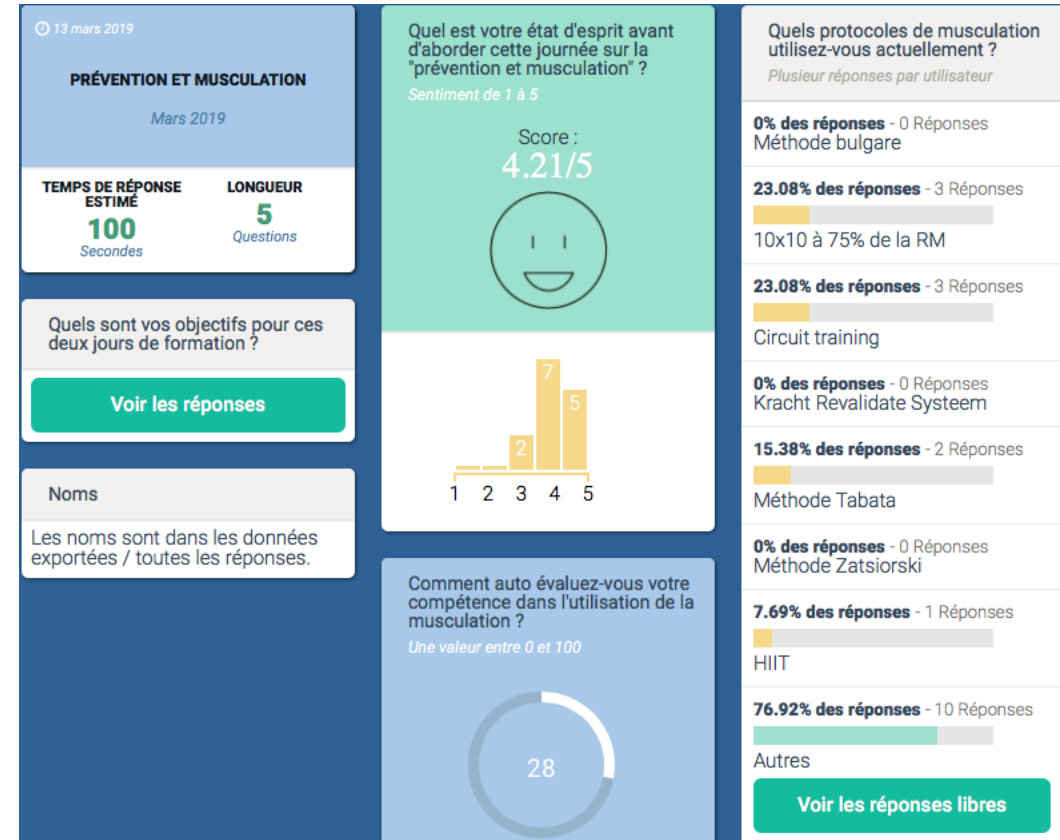 13 mars 2019
PRÉVENTION ET MUSCULATION
Mars 2019
TEMPS DE RÉPONSE
ESTIMÉ
100
Secondes
LONGUEUR
5
Questions
Quels sont vos objectifs pour ces
deux jours de formation ?
Voir les réponses
Noms
Les noms sont dans les données
exportées / toutes les réponses.
Quel est votre état d'esprit avant
d'aborder cette journée sur la
"prévention et musculation" ?
Sentiment de 1 à 5
Score :
4.21/5
7
5
2
1 2 3 4 5
Comment auto évaluez-vous votre
compétence dans l'utilisation de la
musculation ?
Une valeur entre 0 et 100
28
Quels protocoles de musculation
utilisez-vous actuellement ?
Plusieur réponses par utilisateur
0% des réponses - 0 Réponses
Méthode bulgare
23.08% des réponses - 3 Réponses
10x10 à 75% de la RM
23.08% des réponses - 3 Réponses
Circuit training
0% des réponses - 0 Réponses
Kracht Revalidate Systeem
15.38% des réponses - 2 Réponses
Méthode Tabata
0% des réponses - 0 Réponses
Méthode Zatsiorski
7.69% des réponses - 1 Réponses
HIIT
76.92% des réponses - 10 Réponses
Autres
Voir les réponses libres